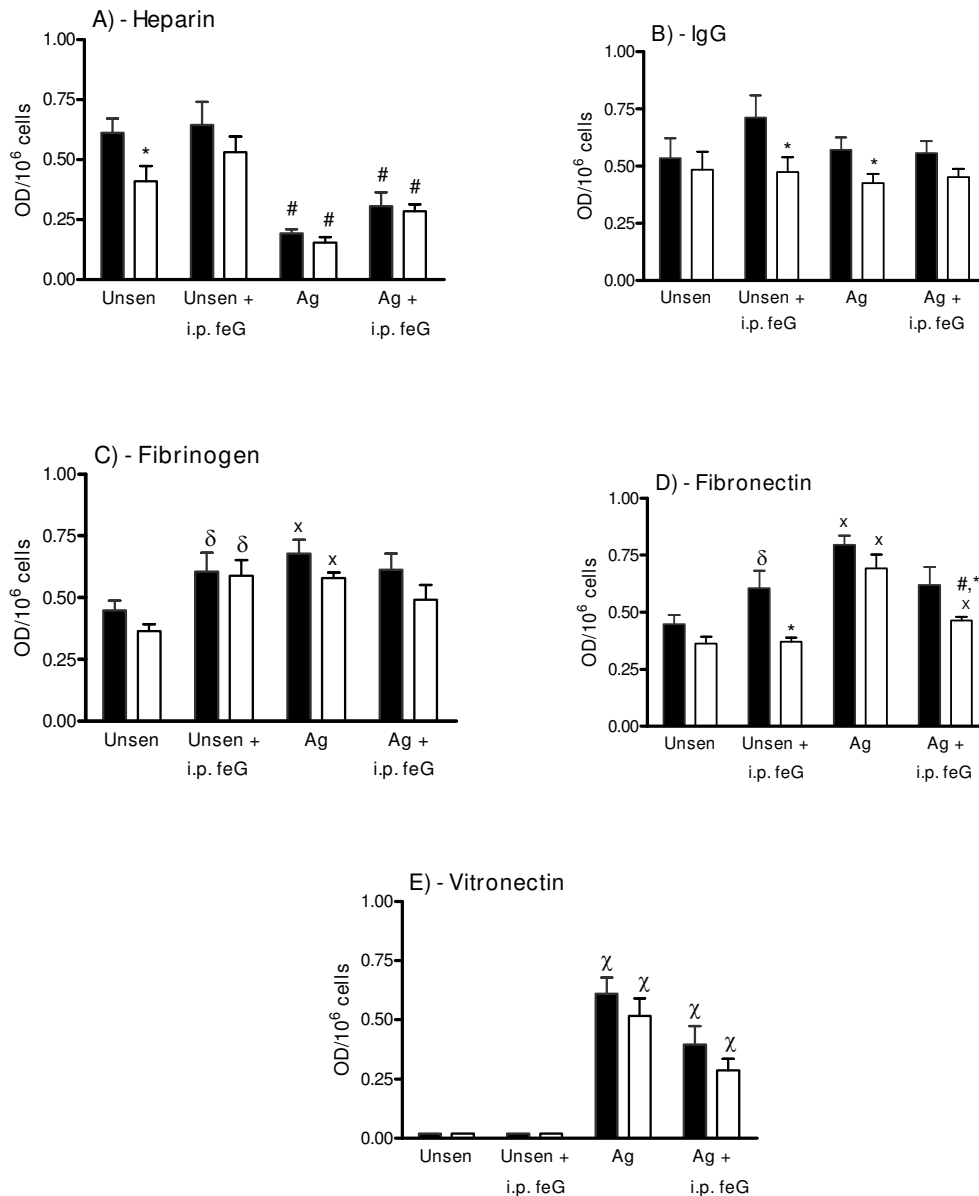 A) - Heparin
1.00
0.75
0.50
0.25
0.00
OD/10⁶ cells
*
#
#
#
#
Unsen
Unsen +
i.p. feG
Ag
Ag +
i.p. feG
B) - IgG
1.00
0.75
0.50
0.25
0.00
OD/10⁶ cells
*
*
Unsen
Unsen +
i.p. feG
Ag
Ag +
i.p. feG
C) - Fibrinogen
1.00
0.75
0.50
0.25
0.00
OD/10⁶ cells
δ
δ
x
x
Unsen
Unsen +
i.p. feG
Ag
Ag +
i.p. feG
D) - Fibronectin
1.00
0.75
0.50
0.25
0.00
OD/10⁶ cells
δ
*
x
x
#,*
x
Unsen
Unsen +
i.p. feG
Ag
Ag +
i.p. feG
E) - Vitronectin
1.00
0.75
0.50
0.25
0.00
OD/10⁶ cells
χ
χ
χ
χ
Unsen
Unsen +
i.p. feG
Ag
Ag +
i.p. feG